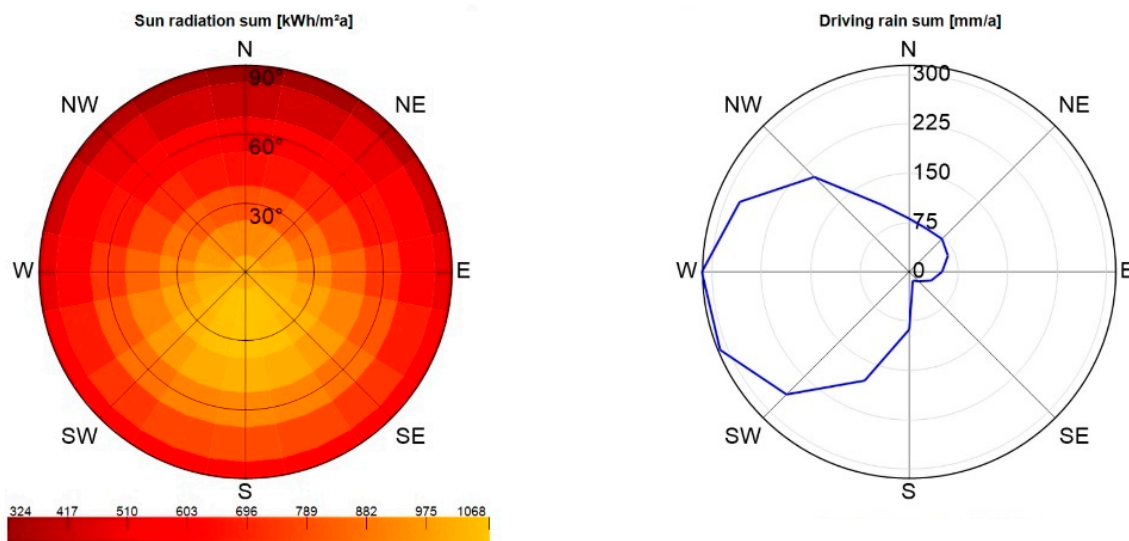 Sun radiation sum [kWh/m²a]
N
90°
NW
NE
60°
30°
W
E
SW
SE
S
324 417 510 603 696 789 882 975 1068
Driving rain sum [mm/a]
N
300
NW
NE
225
150
75
W
0
E
SW
SE
S